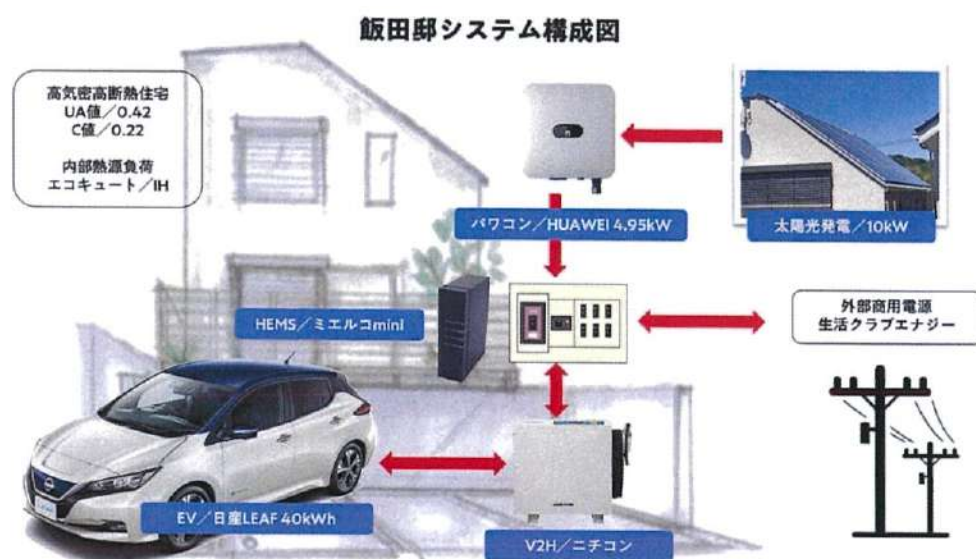 飯田邸システム構成図
高気密高断熱住宅
UA値／0.42
C値／0.22
内部熱源負荷
エコキュート／IH
パワコン／HUAWEI 4.95kW
太陽光発電／10kW
HEMS／ミエルコmini
外部商用電源
生活クラブエナジー
EV／日産LEAF 40kWh
V2H／ニチコン